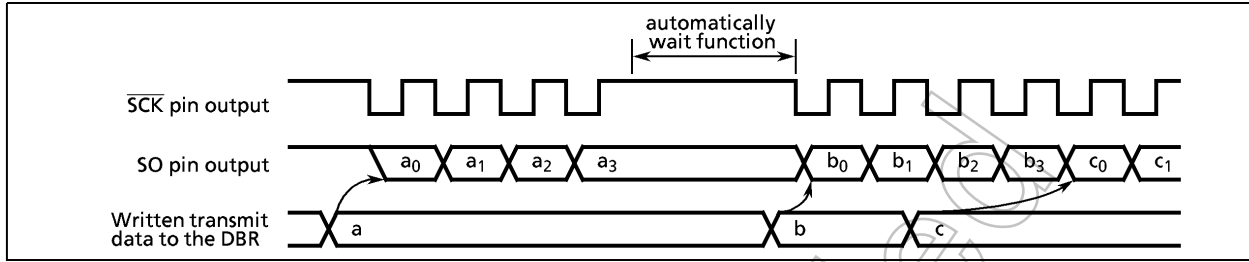 automatically
wait function
SCK pin output
SO pin output
a0 a1 a2 a3 b0 b1 b2 b3 c0 c1
Written transmit
data to the DBR
a b c